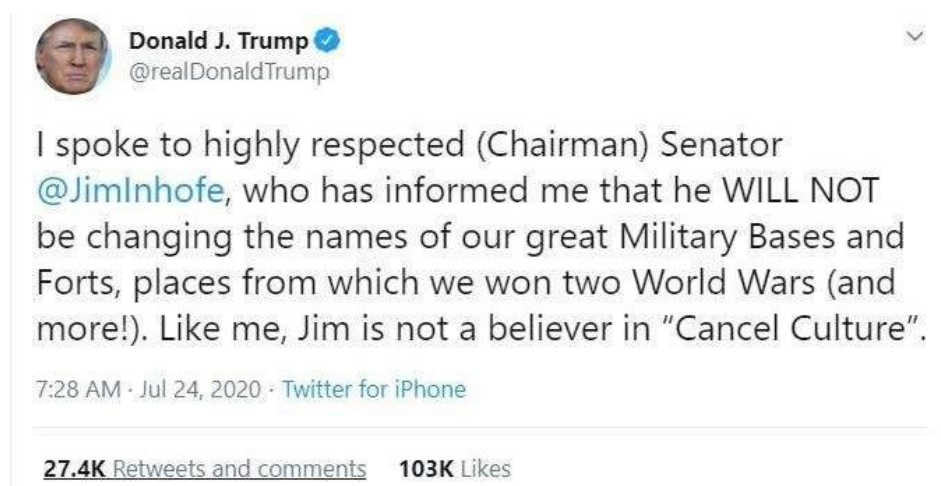 Donald J. Trump
@realDonaldTrump
I spoke to highly respected (Chairman) Senator
@JimInhofe, who has informed me that he WILL NOT
be changing the names of our great Military Bases and
Forts, places from which we won two World Wars (and
more!). Like me, Jim is not a believer in “Cancel Culture”.
7:28 AM · Jul 24, 2020 · Twitter for iPhone
27.4K Retweets and comments 103K Likes